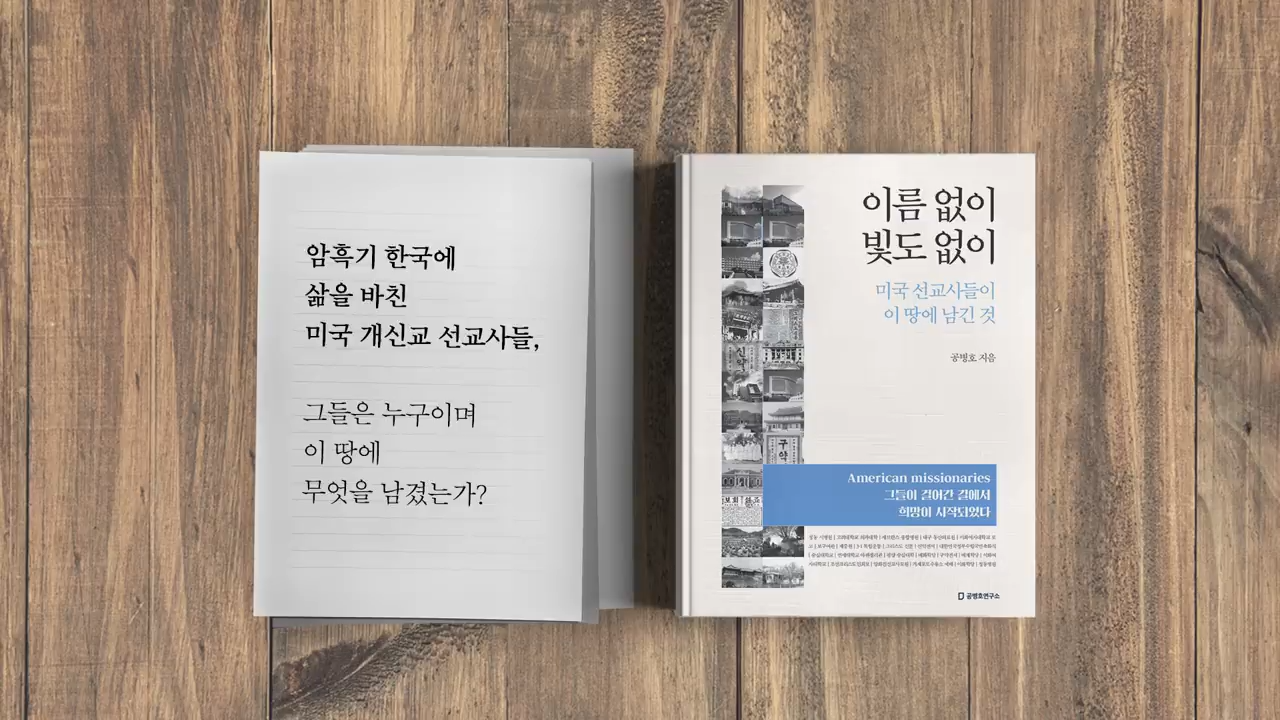 암흑기 한국에
삶을 바친
미국 개신교 선교사들,
그들은 누구이며
이 땅에
무엇을 남겼는가?
이름 없이
빛도 없이
미국 선교사들이
이 땅에 남긴 것
공병호 지음
구약
American missionaries
그들이 걸어간 길에서
희망이 시작되었다
공병호연구소